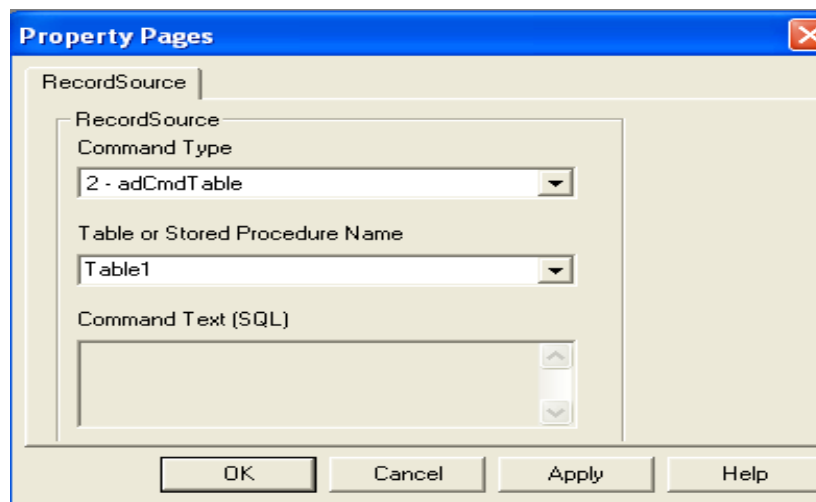 Property Pages
RecordSource
RecordSource
Command Type
2 - adCmdTable
Table or Stored Procedure Name
Table1
Command Text (SQL)
OK Cancel Apply Help